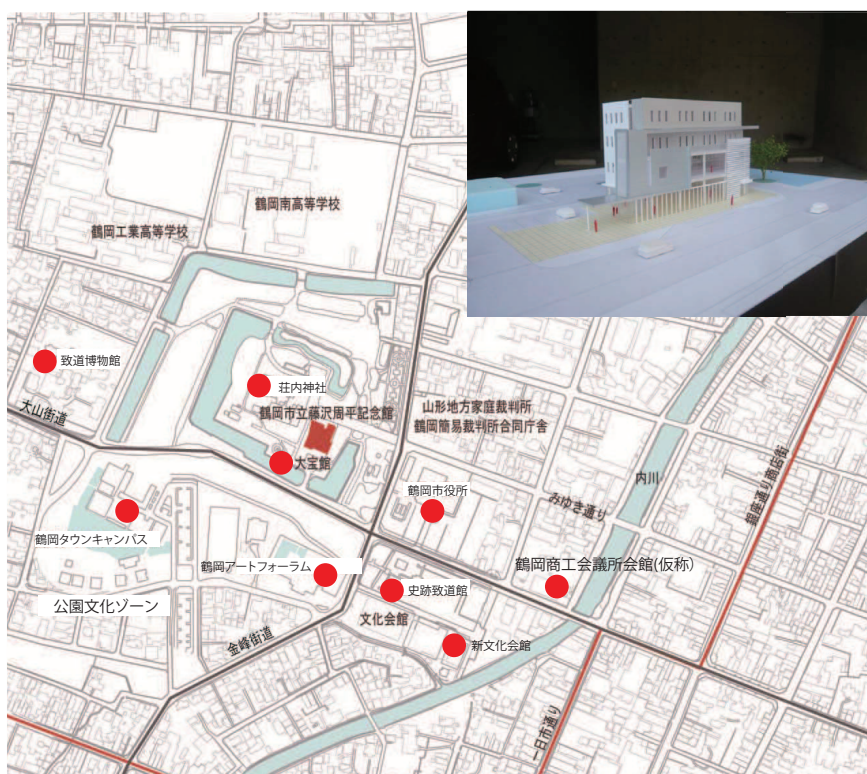 鶴岡南高等学校
鶴岡工業高等学校
致道博物館
荘内神社
大山街道
鶴岡市立藤沢周平記念館
山形地方家庭裁判所
鶴岡簡易裁判所合同庁舎
大宝館
内川
銀座通り商店街
鶴岡市役所
みゆき通り
鶴岡タウンキャンパス
鶴岡アートフォーラム
鶴岡商工会議所会館(仮称)
史跡致道館
公園文化ゾーン
文化会館
金峰街道
新文化会館
一日市通り